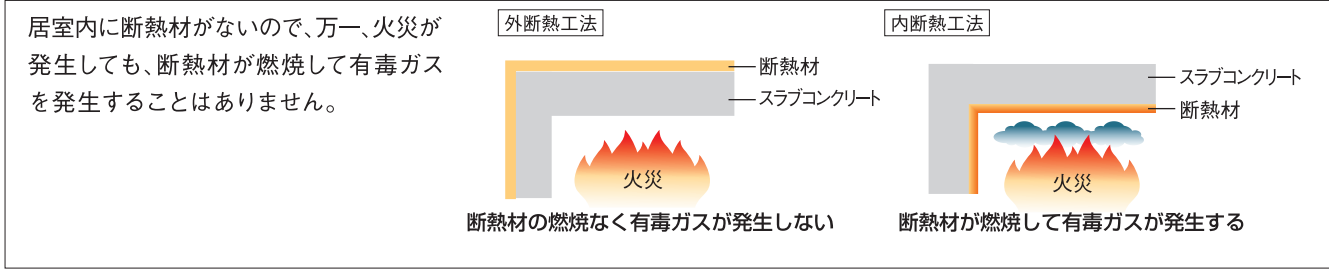 居室内に断熱材がないので、万一、火災が
発生しても、断熱材が燃焼して有毒ガス
を発生することはありません。
外断熱工法
断熱材
スラブコンクリート
火災
断熱材の燃焼なく有毒ガスが発生しない
内断熱工法
スラブコンクリート
断熱材
火災
断熱材が燃焼して有毒ガスが発生する